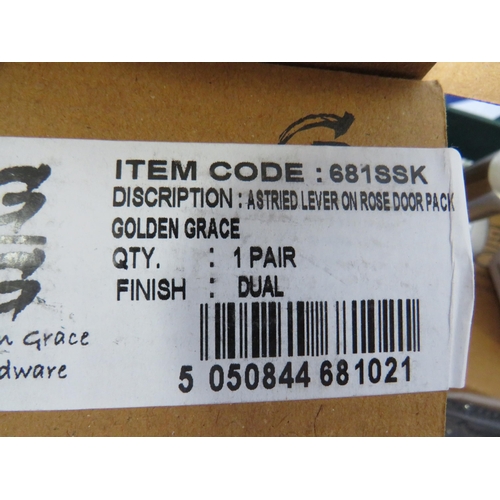 ITEM CODE : 681SSK
DISCRIPTION : ASTRIED LEVER ON ROSE DOOR PACK
GOLDEN GRACE
QTY. : 1 PAIR
FINISH : DUAL
n Grace
dware
5 050844 681021